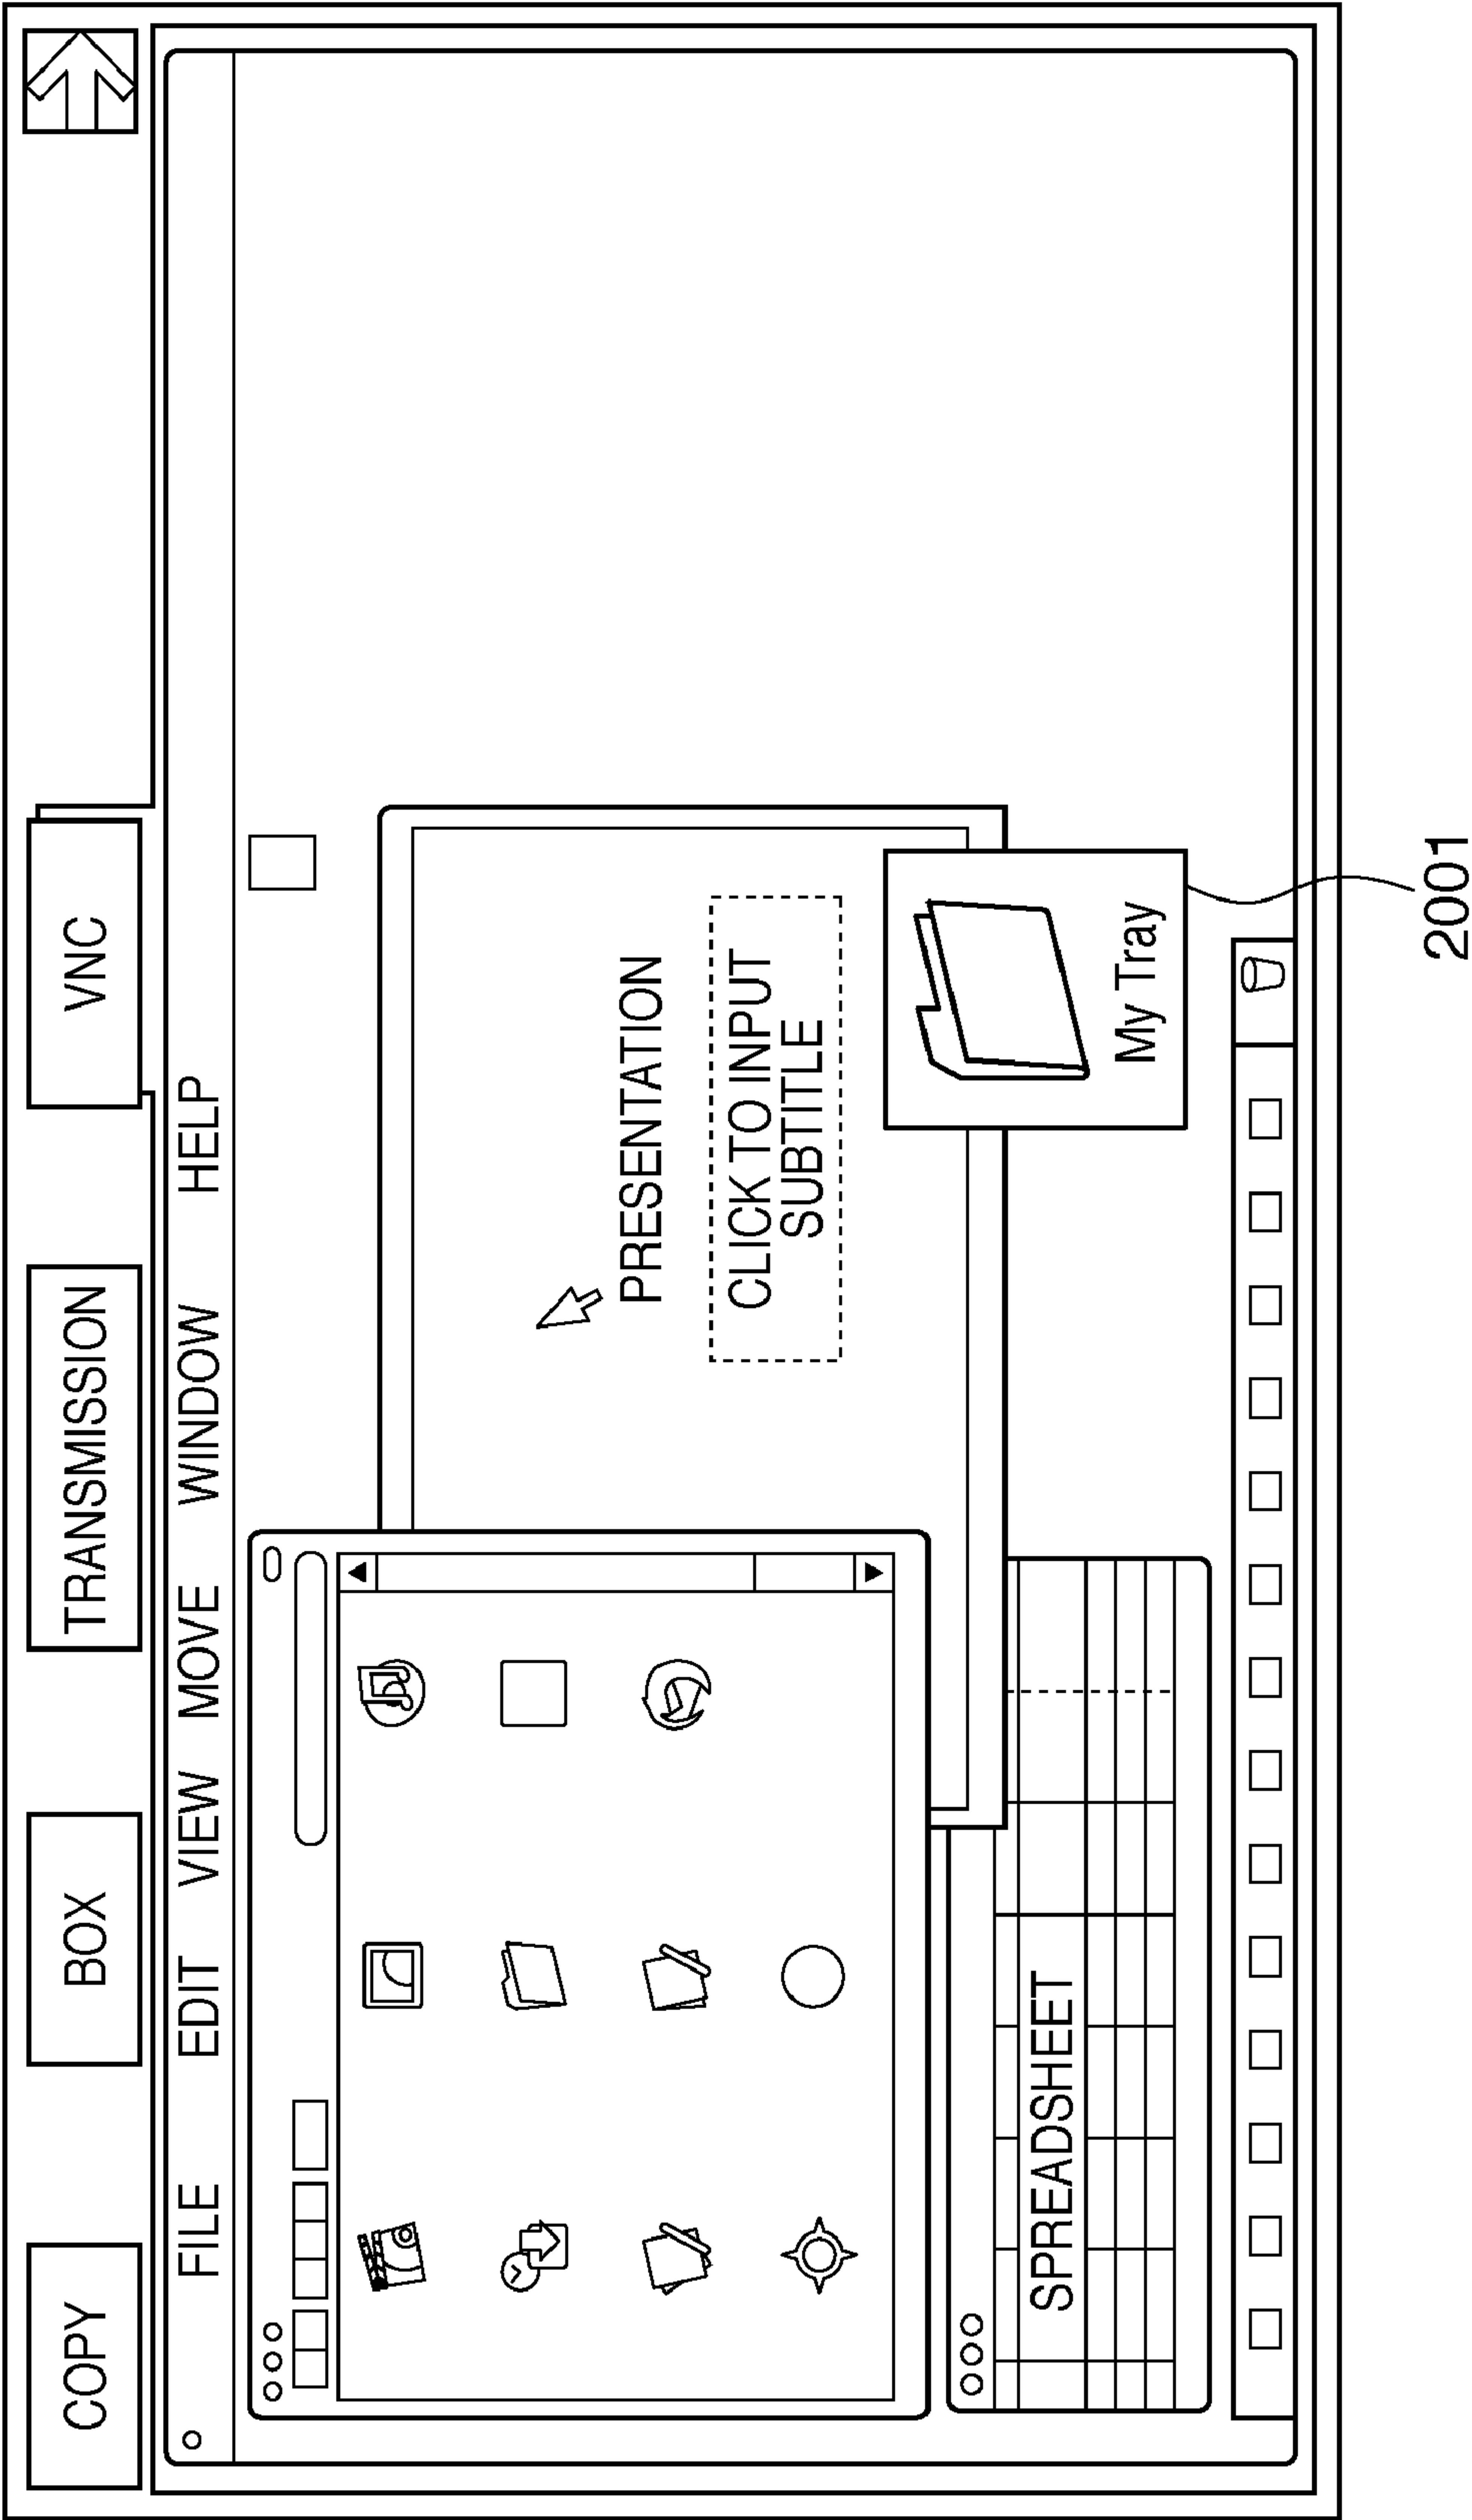 COPY
BOX
TRANSMISSION
VNC
FILE
EDIT
VIEW
MOVE
WINDOW
HELP
PRESENTATION
CLICK TO INPUT
SUBTITLE
My Tray
SPREADSHEET
2001